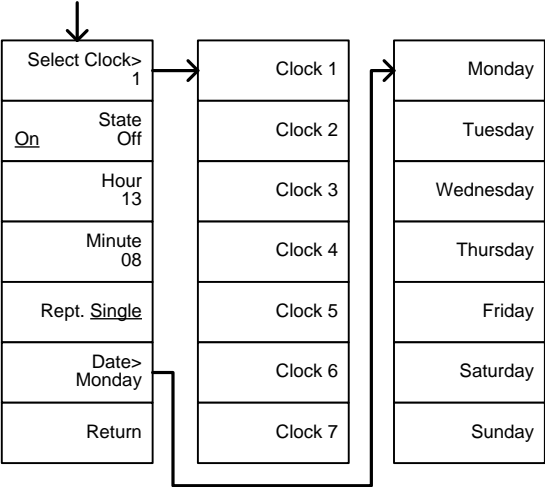 Select Clock>
1
State
On Off
Hour
13
Minute
08
Rept. Single
Date>
Monday
Return
Clock 1
Clock 2
Clock 3
Clock 4
Clock 5
Clock 6
Clock 7
Monday
Tuesday
Wednesday
Thursday
Friday
Saturday
Sunday